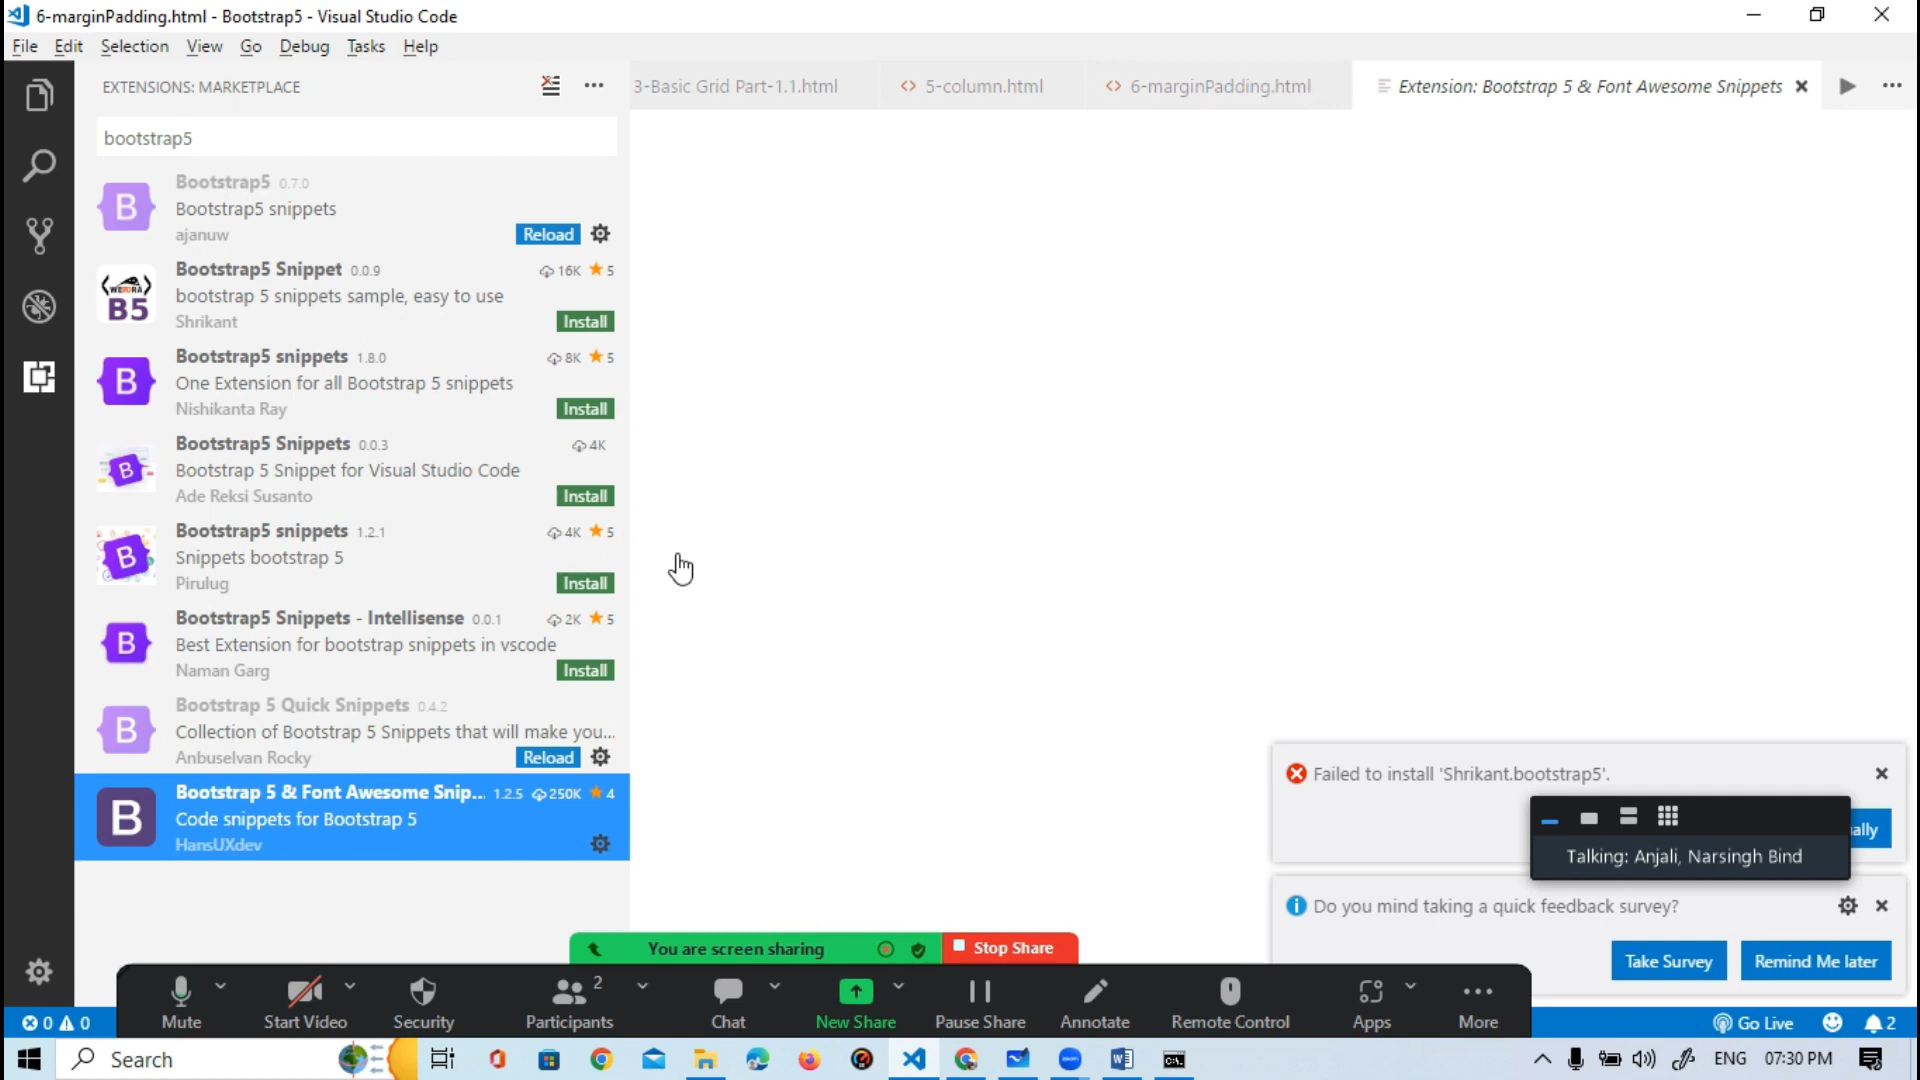 6-marginPadding.html - Bootstrap5 - Visual Studio Code
File Edit Selection View Go Debug Tasks Help
EXTENSIONS: MARKETPLACE
3-Basic Grid Part-1.1.html
5-column.html
6-marginPadding.html
Extension: Bootstrap 5 & Font Awesome Snippets
bootstrap5
Bootstrap5 0.7.0
Bootstrap5 snippets
ajanuw Reload
Bootstrap5 Snippet 0.0.9 16K 5
bootstrap 5 snippets sample, easy to use
Shrikant Install
B5
Bootstrap5 snippets 1.8.0 8K 5
One Extension for all Bootstrap 5 snippets
Nishikanta Ray Install
Bootstrap5 Snippets 0.0.3 4K
Bootstrap 5 Snippet for Visual Studio Code
Ade Reksi Susanto Install
Bootstrap5 snippets 1.2.1 4K 5
Snippets bootstrap 5
Pirulug Install
Bootstrap5 Snippets - Intellisense 0.0.1 2K 5
Best Extension for bootstrap snippets in vscode
Naman Garg Install
Bootstrap 5 Quick Snippets 0.4.2
Collection of Bootstrap 5 Snippets that will make you...
Anbuselvan Rocky Reload
Bootstrap 5 & Font Awesome Snip... 1.2.5 250K 4
Code snippets for Bootstrap 5
HansUXdev
Failed to install 'Shrikant.bootstrap5'.
ally
Talking: Anjali, Narsingh Bind
Do you mind taking a quick feedback survey?
Take Survey Remind Me later
You are screen sharing Stop Share
2
Mute Start Video Security Participants Chat New Share Pause Share Annotate Remote Control Apps More
0 0
Go Live 2
Search
ENG 07:30 PM